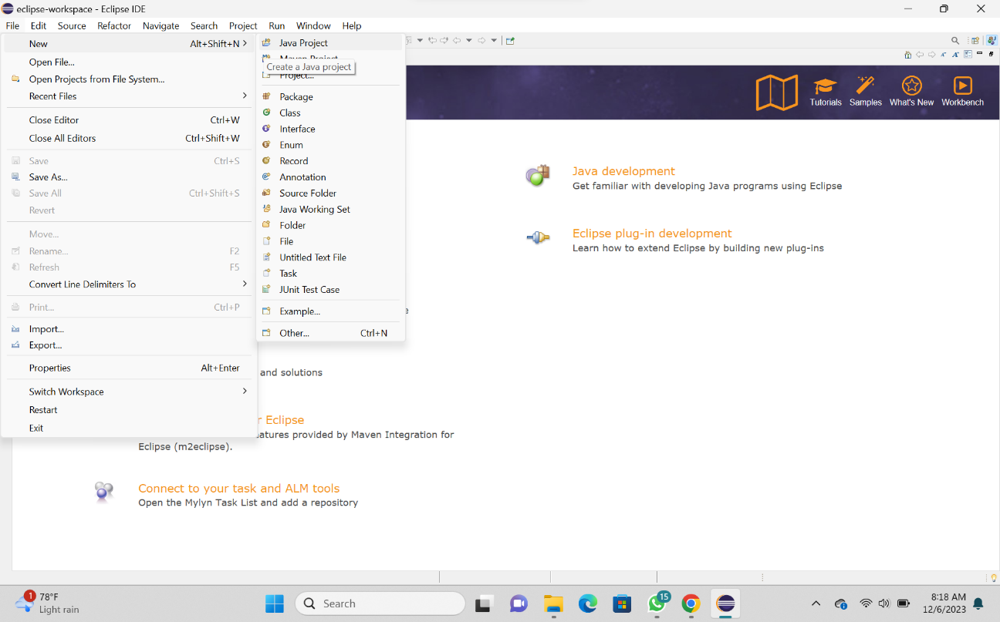 eclipse-workspace - Eclipse IDE
File Edit Source Refactor Navigate Search Project Run Window Help
New Alt+Shift+N
Open File...
Open Projects from File System...
Recent Files
Close Editor Ctrl+W
Close All Editors Ctrl+Shift+W
Save Ctrl+S
Save As...
Save All Ctrl+Shift+S
Revert
Move...
Rename... F2
Refresh F5
Convert Line Delimiters To
Print... Ctrl+P
Import...
Export...
Properties Alt+Enter
Switch Workspace
Restart
Exit
Java Project
Maven Project
Create a Java project
Project...
Package
Class
Interface
Enum
Record
Annotation
Source Folder
Java Working Set
Folder
File
Untitled Text File
Task
JUnit Test Case
Example...
Other... Ctrl+N
Tutorials Samples What's New Workbench
Java development
Get familiar with developing Java programs using Eclipse
Eclipse plug-in development
Learn how to extend Eclipse by building new plug-ins
and solutions
r Eclipse
atures provided by Maven Integration for
Eclipse (m2eclipse).
Connect to your task and ALM tools
Open the Mylyn Task List and add a repository
1
78°F
Light rain
Search
15
8:18 AM
12/6/2023